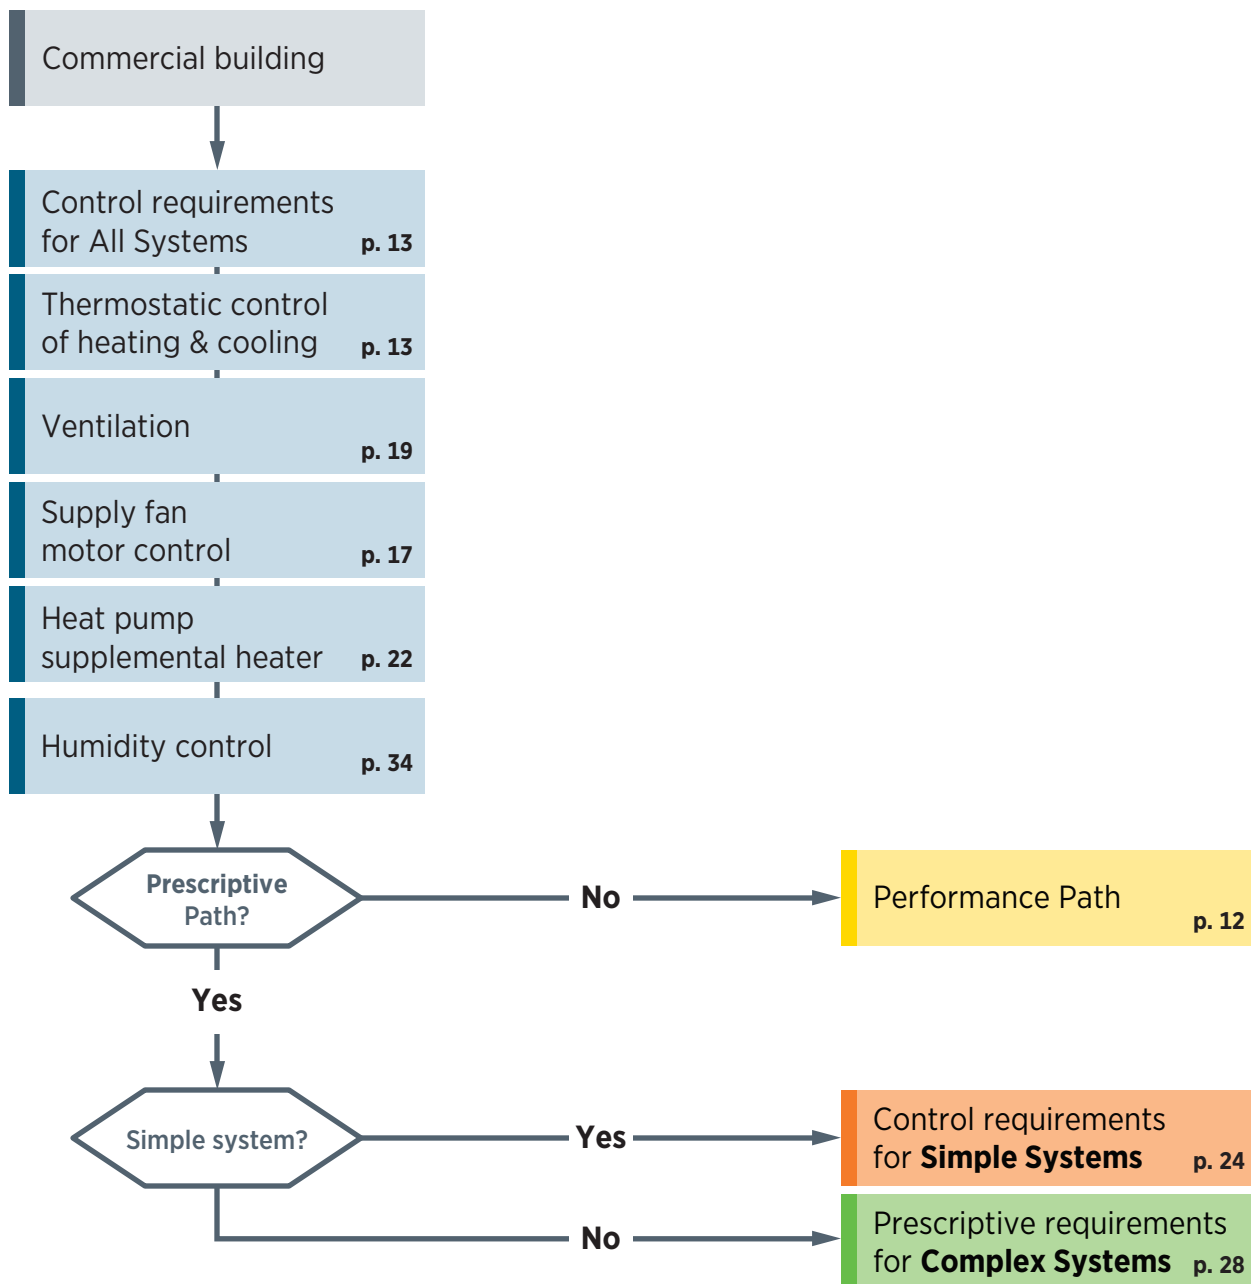 Commercial building
Control requirements
for All Systems p. 13
Thermostatic control
of heating & cooling p. 13
Ventilation
p. 19
Supply fan
motor control p. 17
Heat pump
supplemental heater p. 22
Humidity control
p. 34
Prescriptive
Path?
No
Performance Path
p. 12
Yes
Simple system?
Yes
Control requirements
for Simple Systems p. 24
No
Prescriptive requirements
for Complex Systems p. 28